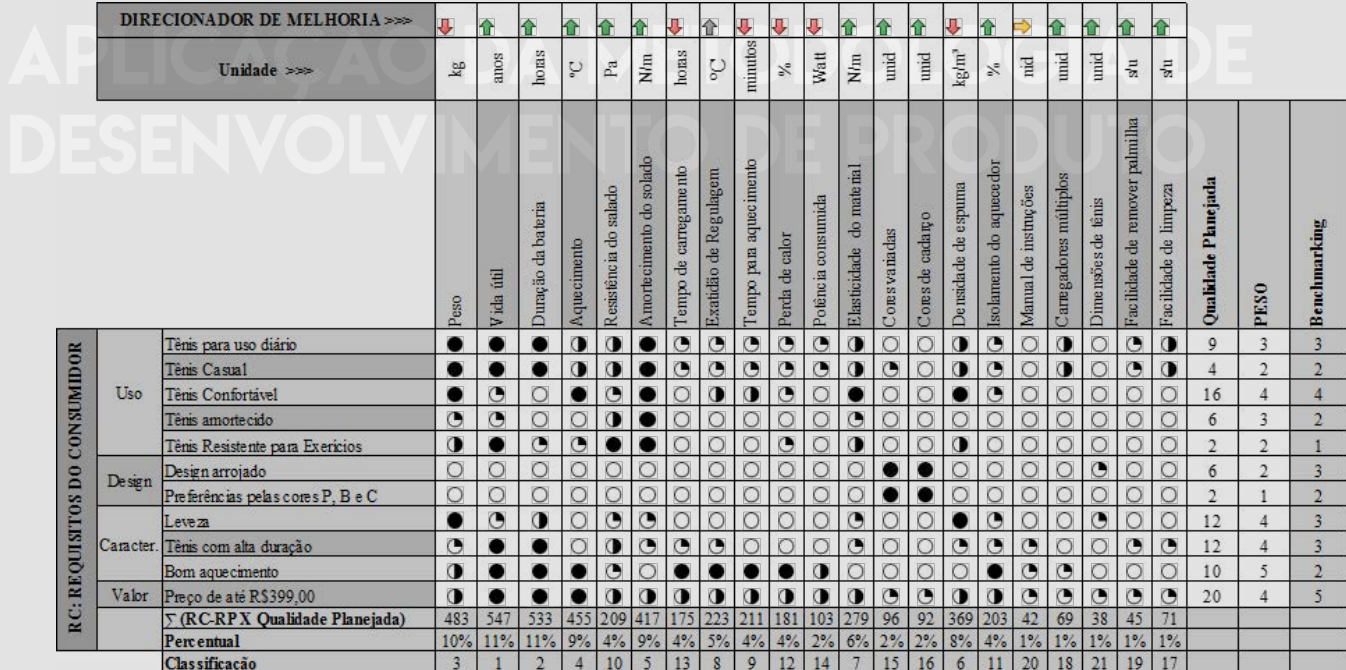 APLICAÇÃO DA METODOLOGIA DE
DESENVOLVIMENTO DE PRODUTO
DIRECIONADOR DE MELHORIA >>>
Unidade >>> kg anos horas ºC Pa N/m horas ºC minutos % Watt N/m unid unid kg/m³ % nid unid unid s/u s/u
Peso Vida útil Duração da bateria Aquecimento Resistência do salado Amortecimento do solado Tempo de carregamento Exatidão de Regulagem Tempo para aquecimento Perda de calor Potência consumida Elasticidade do material Cores variadas Cores de cadarço Densidade de espuma Isolamento do aquecedor Manual de instruções Carregadores múltiplos Dimensões de tênis Facilidade de remover palmilha Facilidade de limpeza Qualidade Planejada PESO Benchmarking
RC: REQUISITOS DO CONSUMIDOR
Uso
Tênis para uso diário 9 3 3
Tênis Casual 4 2 2
Tênis Confortável 16 4 4
Tênis amortecido 6 3 2
Tênis Resistente para Exerícios 2 2 1
Design
Design arrojado 6 2 3
Preferências pelas cores P, B e C 2 1 2
Caracter.
Leveza 12 4 3
Tênis com alta duração 12 4 3
Bom aquecimento 10 5 2
Valor Preço de até R$399,00 20 4 5
∑(RC-RPX Qualidade Planejada) 483 547 533 455 209 417 175 223 211 181 103 279 96 92 369 203 42 69 38 45 71
Percentual 10% 11% 11% 9% 4% 9% 4% 5% 4% 4% 2% 6% 2% 2% 8% 4% 1% 1% 1% 1% 1%
Classificação 3 1 2 4 10 5 13 8 9 12 14 7 15 16 6 11 20 18 21 19 17